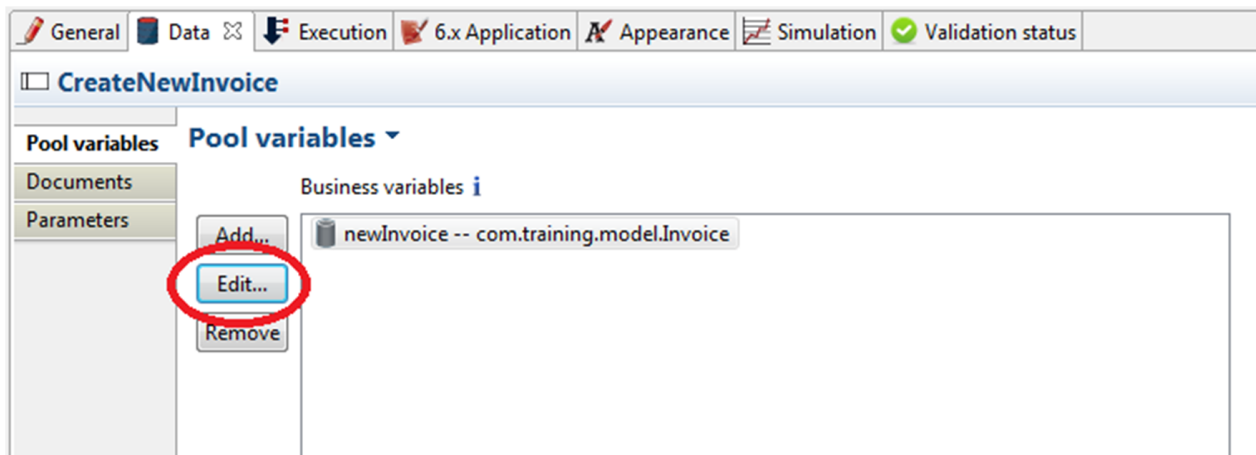 General Data Execution 6.x Application Appearance Simulation Validation status
CreateNewInvoice
Pool variables
Documents
Parameters
Pool variables
Business variables i
Add...
Edit...
Remove
newInvoice -- com.training.model.Invoice